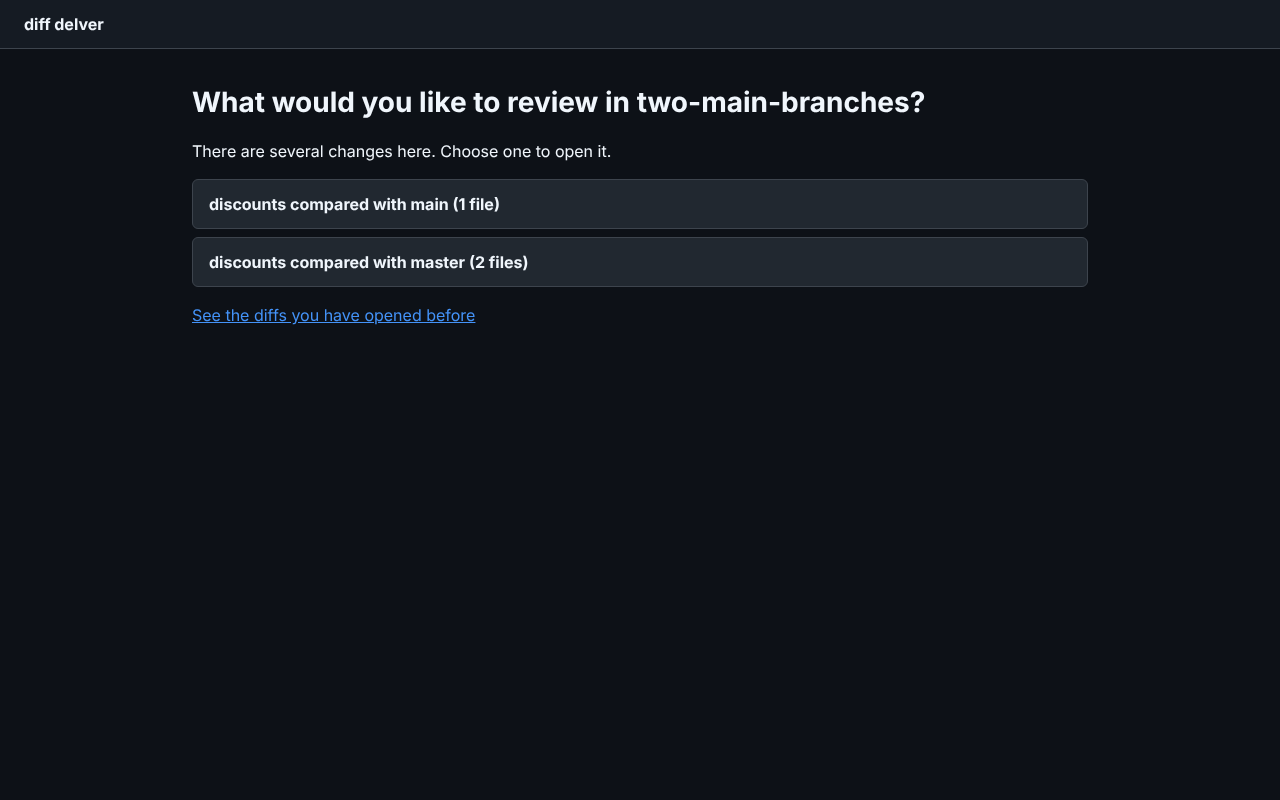 diff delver
What would you like to review in two-main-branches?
There are several changes here. Choose one to open it.
discounts compared with main (1 file)
discounts compared with master (2 files)
See the diffs you have opened before